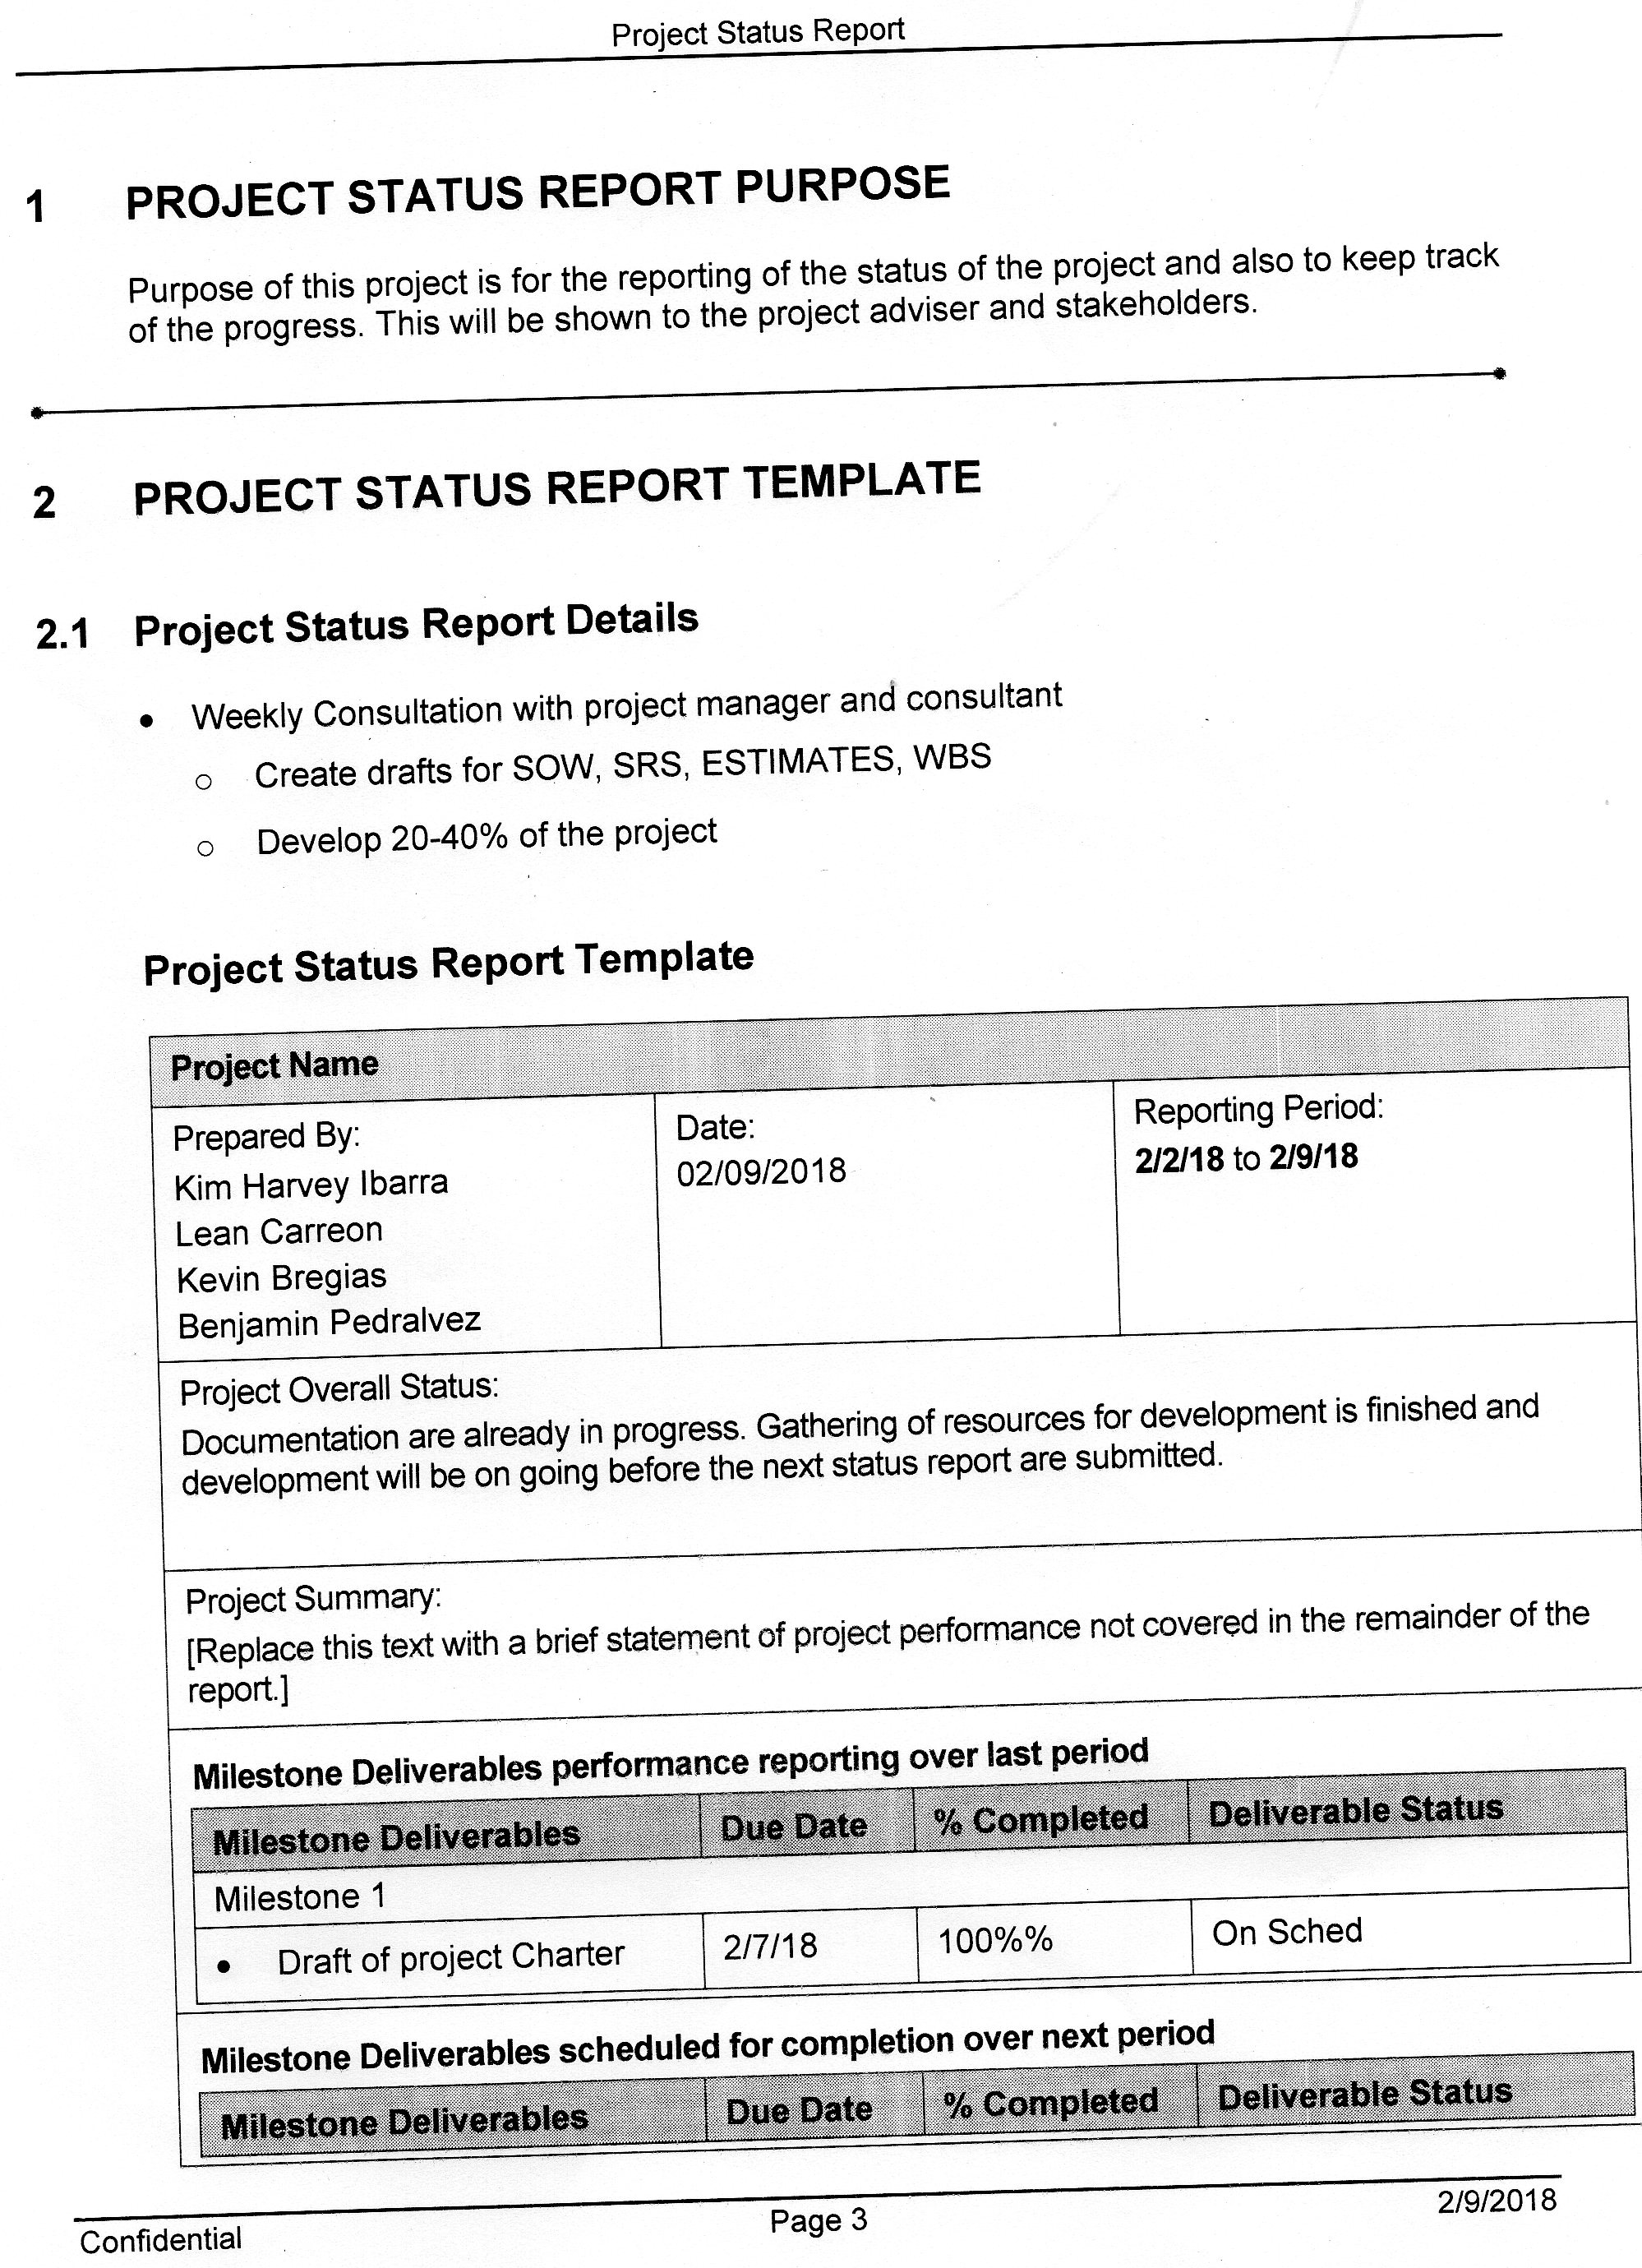 Project Status Report
1 PROJECT STATUS REPORT PURPOSE
Purpose of this project is for the reporting of the status of the project and also to keep track
of the progress. This will be shown to the project adviser and stakeholders.
2 PROJECT STATUS REPORT TEMPLATE
2.1 Project Status Report Details
• Weekly Consultation with project manager and consultant
o Create drafts for SOW, SRS, ESTIMATES, WBS
o Develop 20-40% of the project
Project Status Report Template
Project Name
Prepared By:
Kim Harvey Ibarra
Lean Carreon
Kevin Bregias
Benjamin Pedralvez
Date:
02/09/2018
Reporting Period:
2/2/18 to 2/9/18
Project Overall Status:
Documentation are already in progress. Gathering of resources for development is finished and
development will be on going before the next status report are submitted.
Project Summary:
[Replace this text with a brief statement of project performance not covered in the remainder of the
report.]
Milestone Deliverables performance reporting over last period
Milestone Deliverables Due Date % Completed Deliverable Status
Milestone 1
• Draft of project Charter 2/7/18 100%% On Sched
Milestone Deliverables scheduled for completion over next period
Milestone Deliverables Due Date % Completed Deliverable Status
Confidential Page 3 2/9/2018